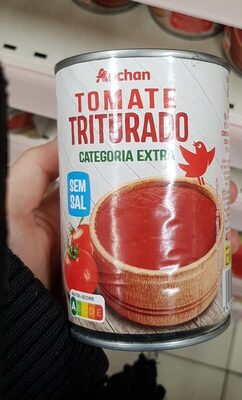 Auchan
TOMATE
TRITURADO
CATEGORIA EXTRA
SEM
SAL
NUTRI-SCORE
A B C D E